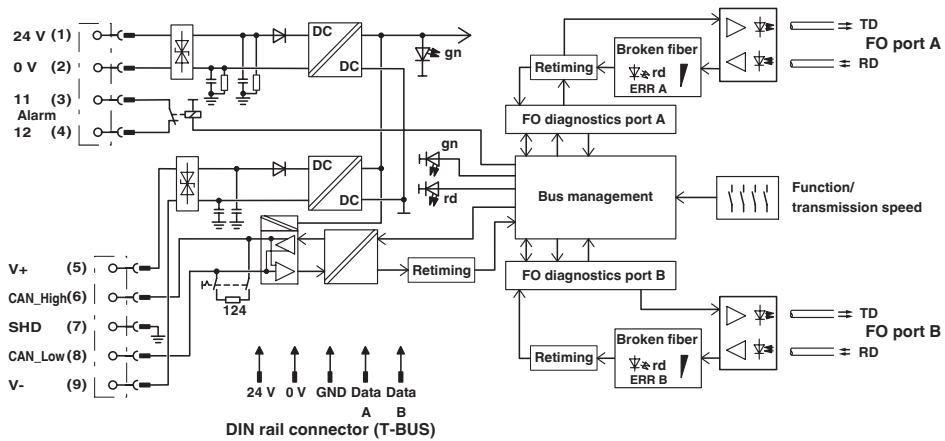 24 V (1)
0 V (2)
11 (3)
Alarm
12 (4)
DC
DC
gn
DC
DC
gn
rd
V+ (5)
CAN_High (6)
SHD (7)
CAN_Low (8)
V- (9)
124
Retiming
24 V 0 V GND Data Data
A B
DIN rail connector (T-BUS)
Retiming
Broken fiber
rd
ERR A
TD
FO port A
RD
FO diagnostics port A
Bus management
Function/
transmission speed
FO diagnostics port B
Retiming
Broken fiber
rd
ERR B
TD
FO port B
RD